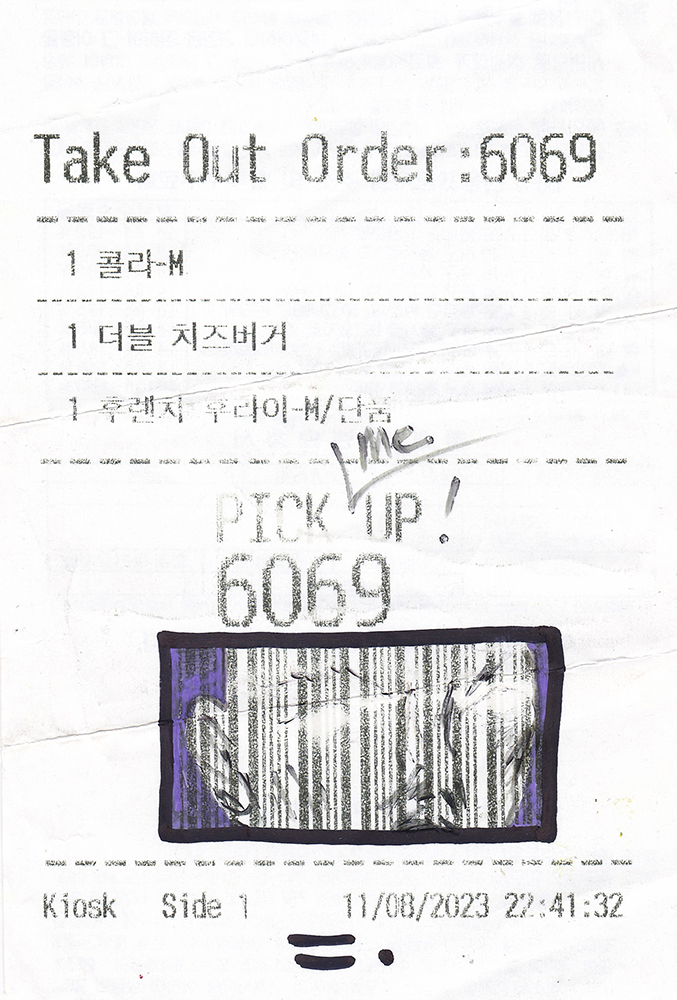 Take Out Order:6069
1 콜라-M
1 더블 치즈버거
1 후렌치 후라이-M/단품
me.
PICK UP!
6069
Kiosk Side 1 11/08/2023 22:41:32